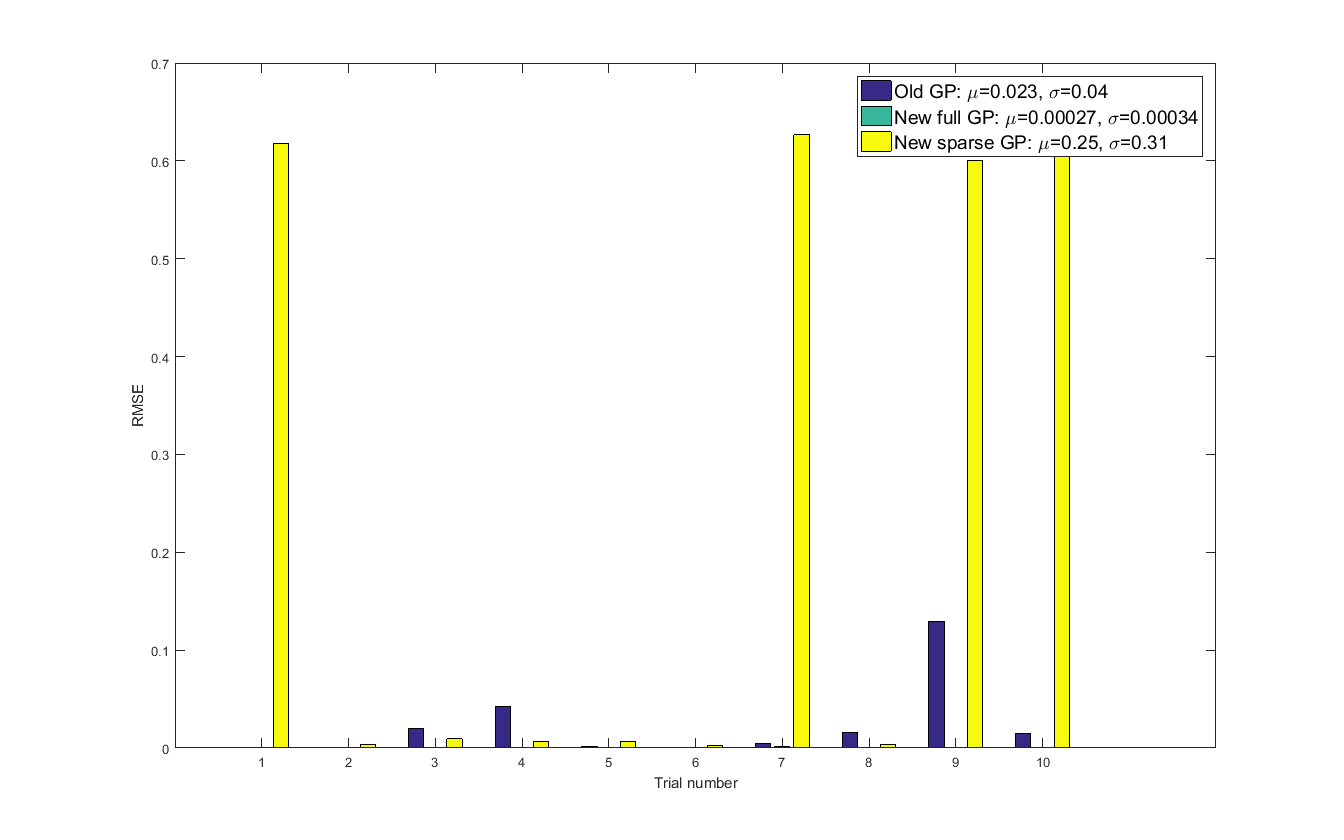 0.7
0.6
0.5
0.4
0.3
0.2
0.1
0
RMSE
Old GP: μ=0.023, σ=0.04
New full GP: μ=0.00027, σ=0.00034
New sparse GP: μ=0.25, σ=0.31
1 2 3 4 5 6 7 8 9 10
Trial number